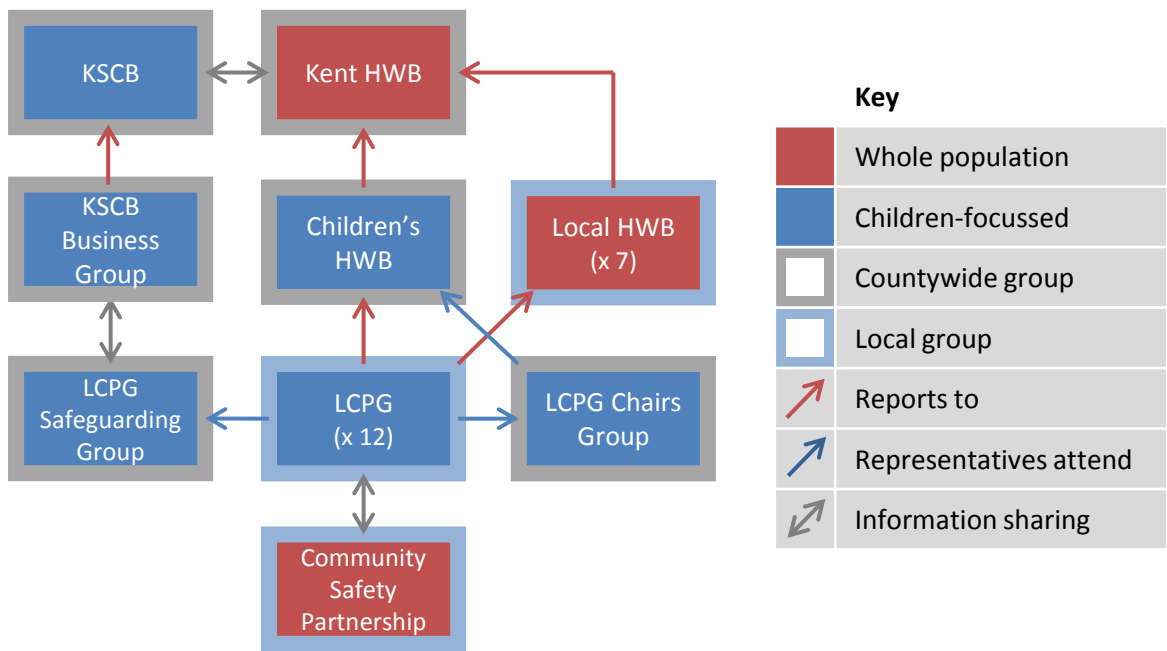 KSCB
Kent HWB
KSCB
Business
Group
Children's
HWB
Local HWB
(x 7)
LCPG
Safeguarding
Group
LCPG
(x 12)
LCPG Chairs
Group
Community
Safety
Partnership
Key
Whole population
Children-focussed
Countywide group
Local group
Reports to
Representatives attend
Information sharing